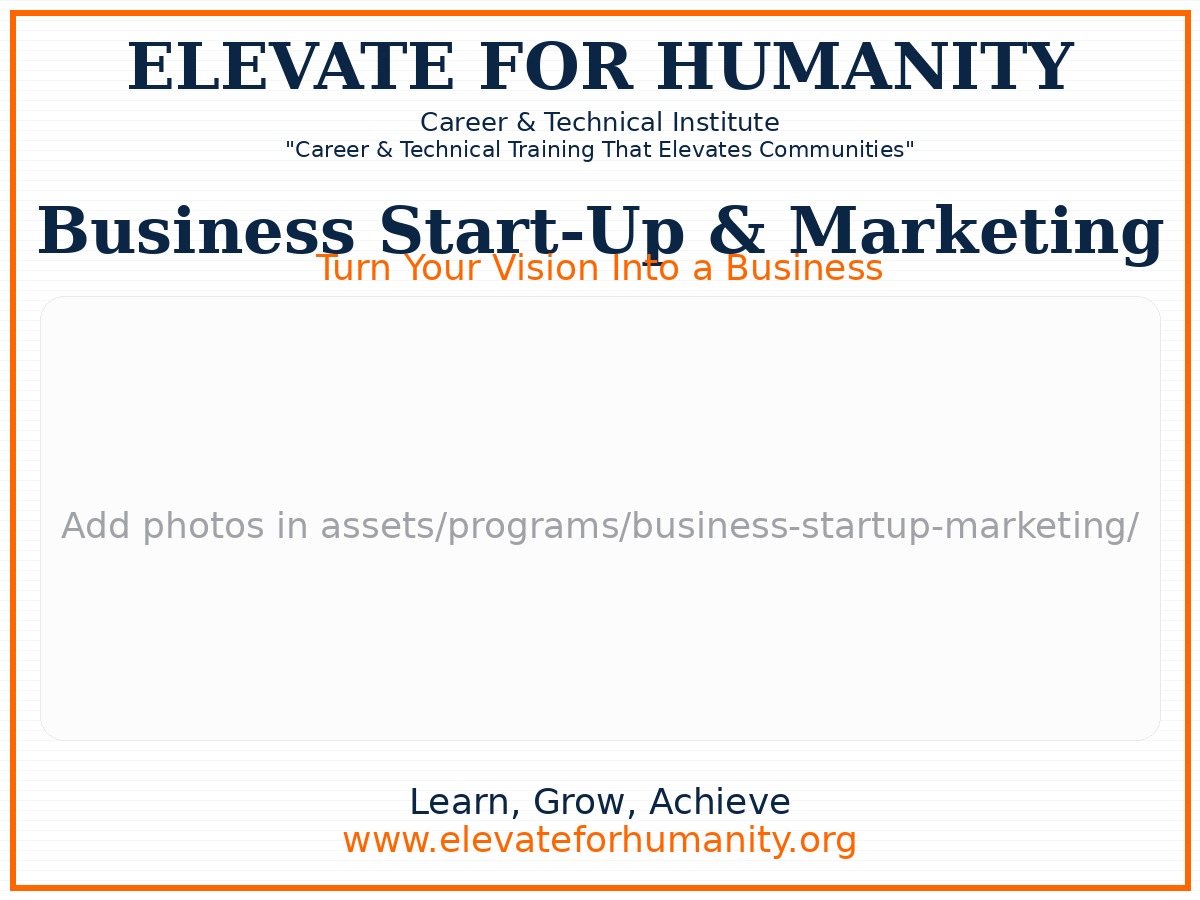 ELEVATE FOR HUMANITY
Career & Technical Institute
"Career & Technical Training That Elevates Communities"
Business Start-Up & Marketing
Turn Your Vision Into a Business
Add photos in assets/programs/business-startup-marketing/
Learn, Grow, Achieve
www.elevateforhumanity.org